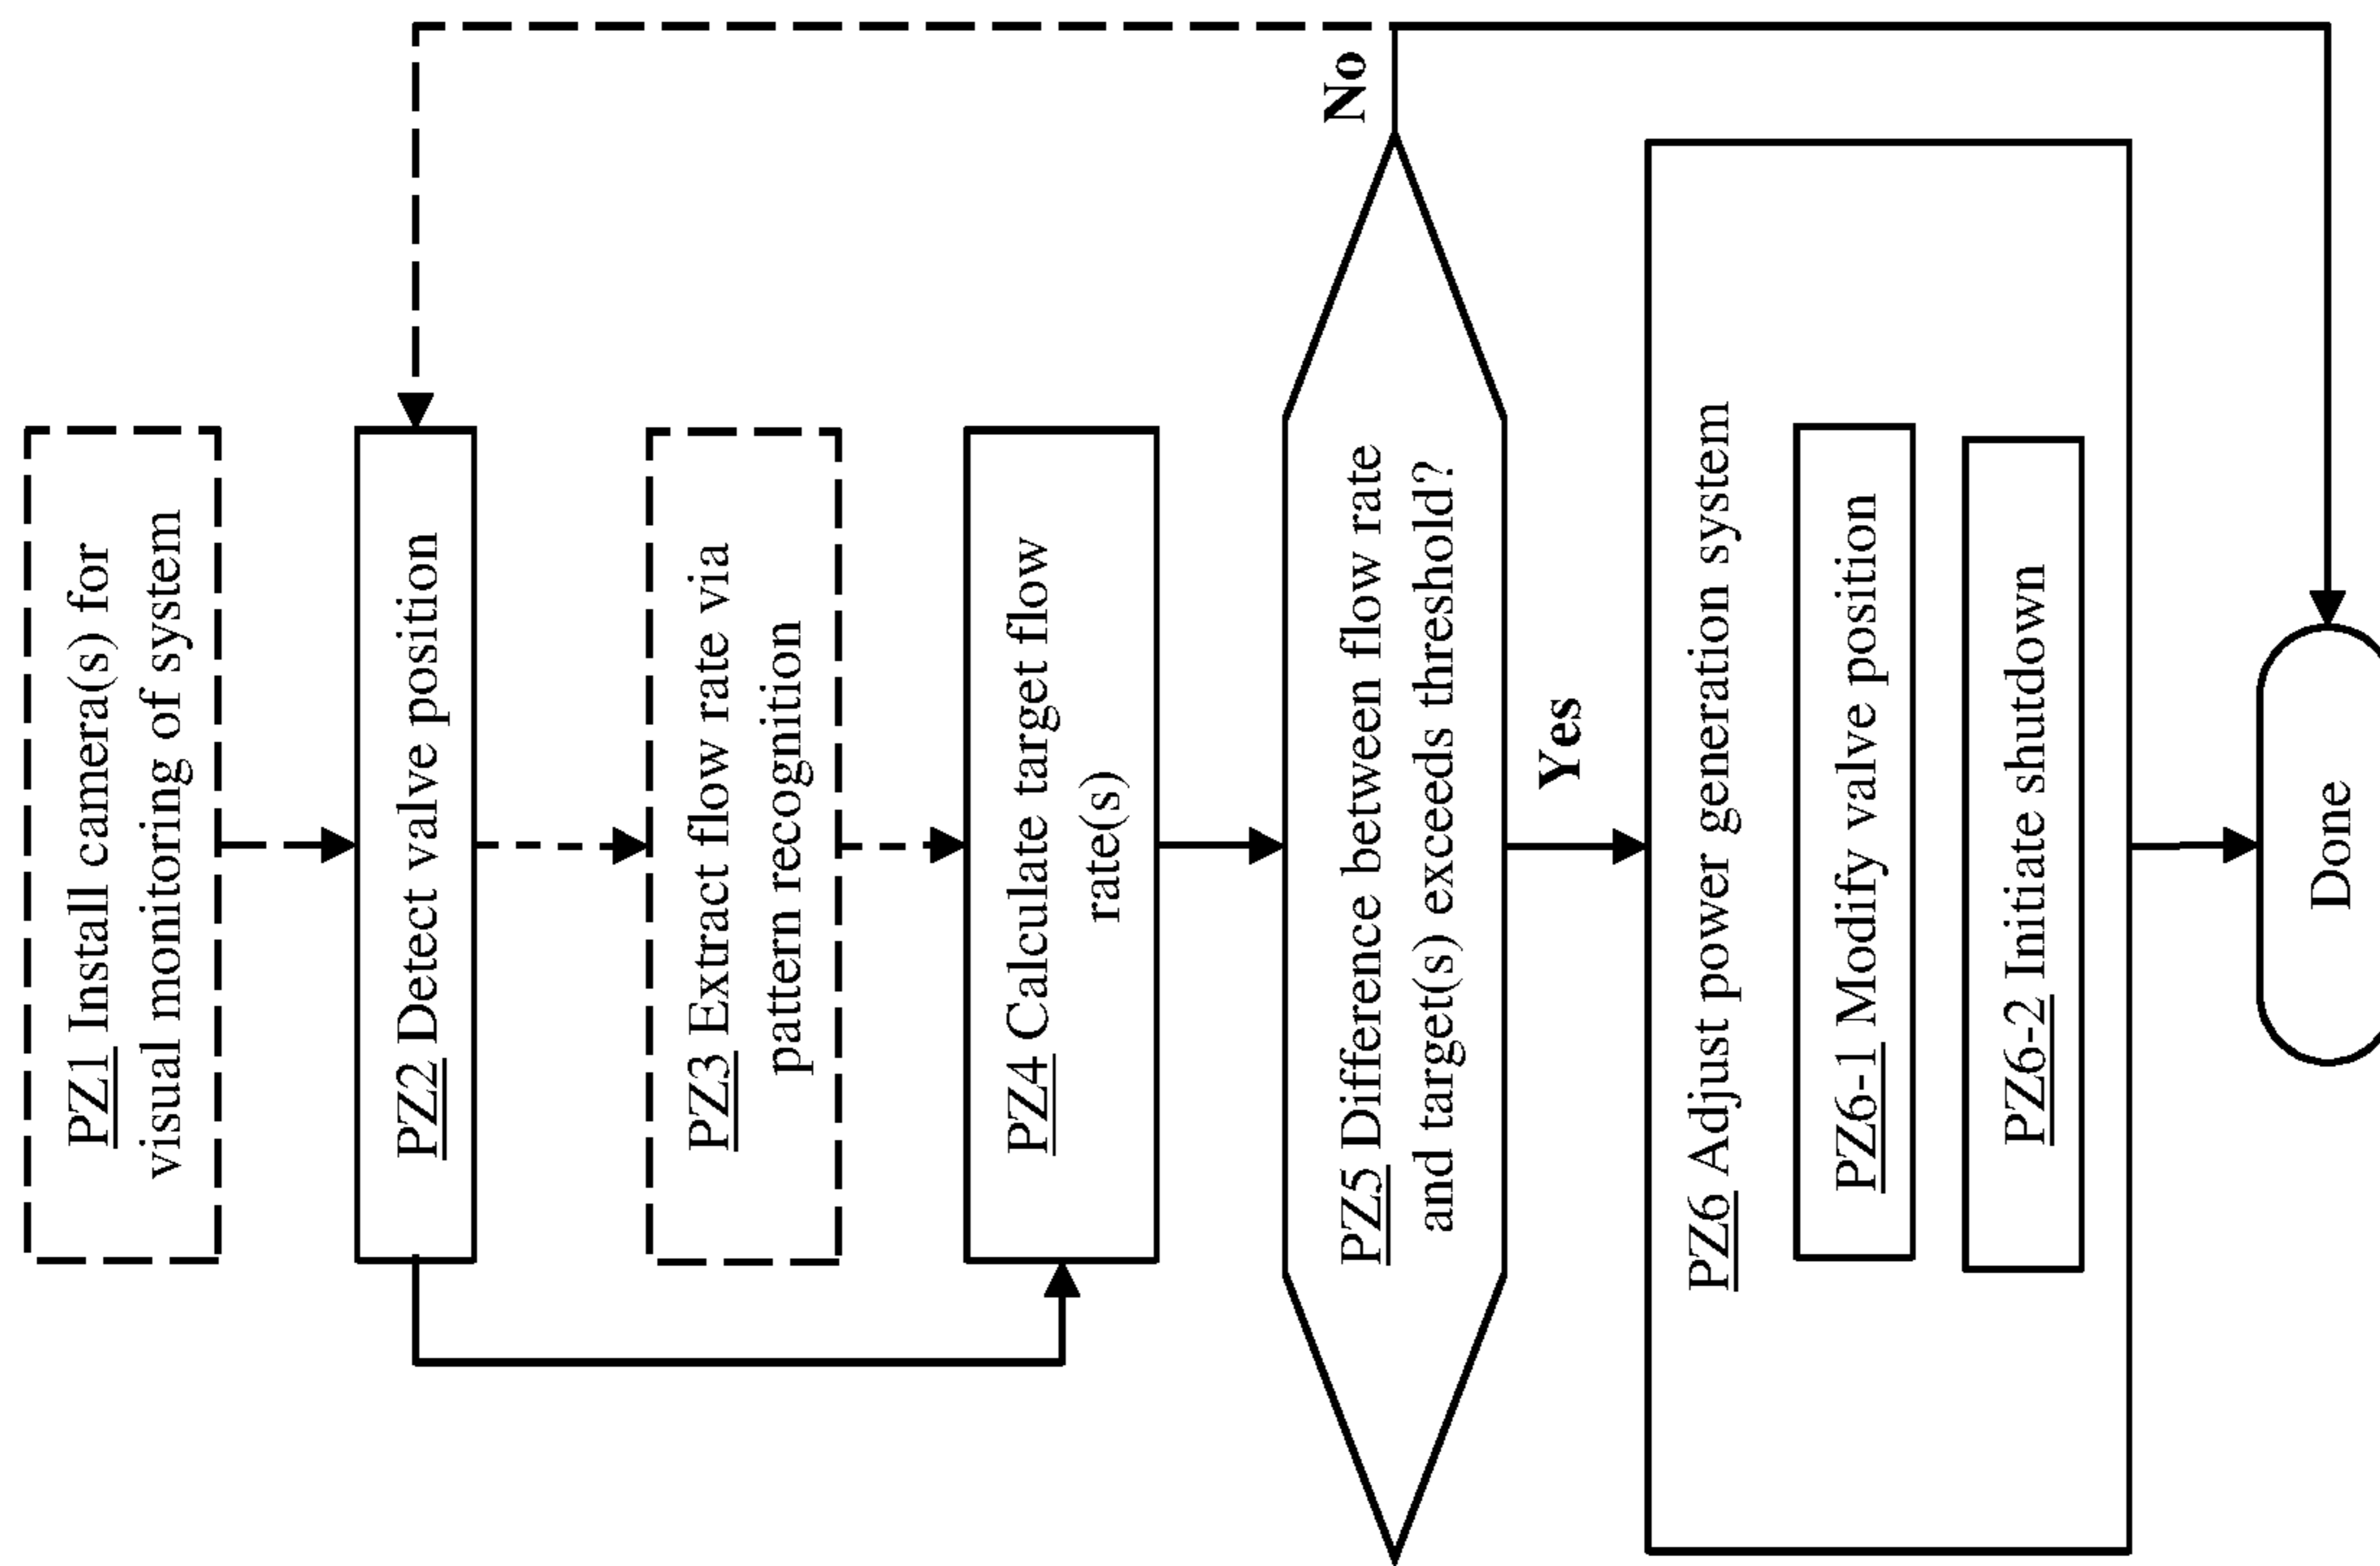 PZ1 Install camera(s) for
visual monitoring of system
PZ2 Detect valve position
PZ3 Extract flow rate via
pattern recognition
PZ4 Calculate target flow
rate(s)
PZ5 Difference between flow rate
and target(s) exceeds threshold?
No
Yes
PZ6 Adjust power generation system
PZ6-1 Modify valve position
PZ6-2 Initiate shutdown
Done